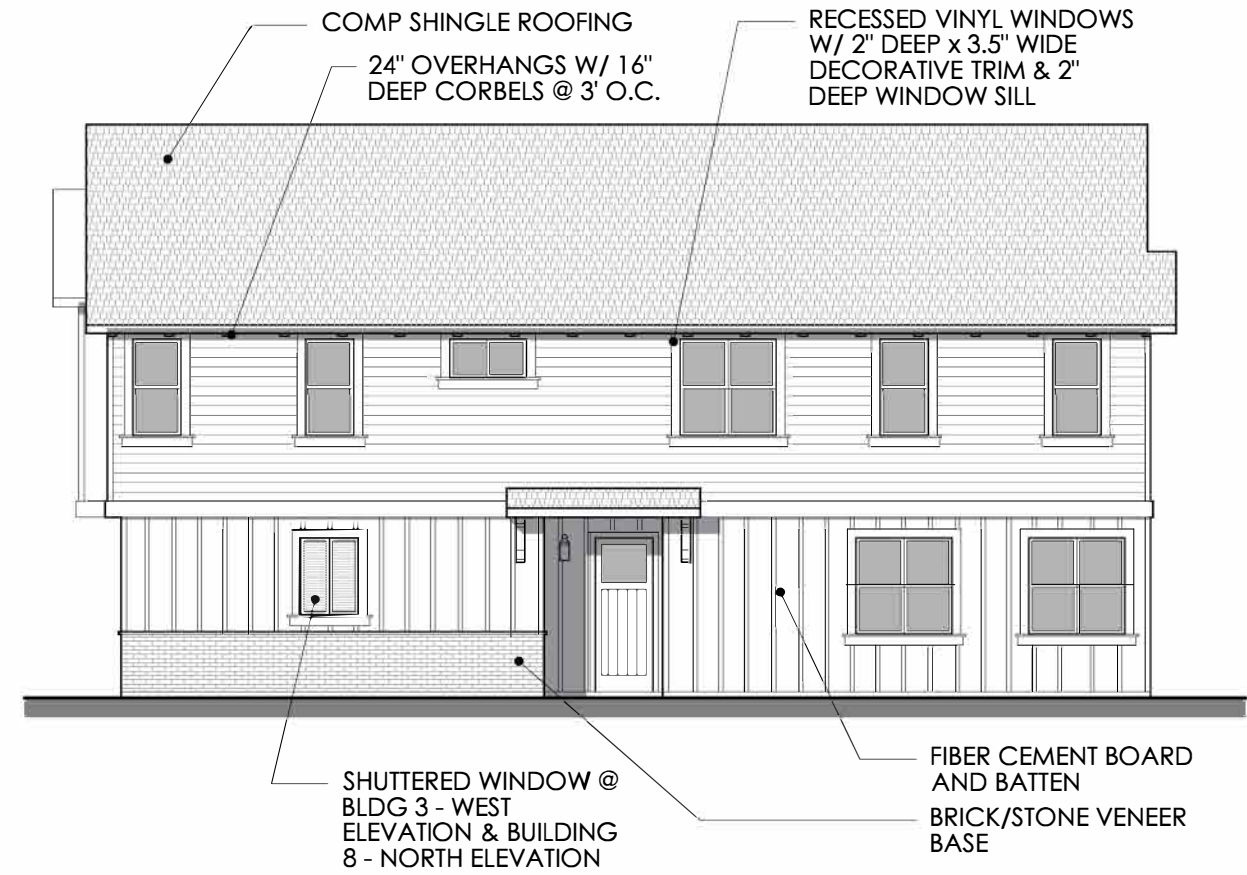 COMP SHINGLE ROOFING
24" OVERHANGS W/ 16"
DEEP CORBELS @ 3' O.C.
RECESSED VINYL WINDOWS
W/ 2" DEEP x 3.5" WIDE
DECORATIVE TRIM & 2"
DEEP WINDOW SILL
SHUTTERED WINDOW @
BLDG 3 - WEST
ELEVATION & BUILDING
8 - NORTH ELEVATION
FIBER CEMENT BOARD
AND BATTEN
BRICK/STONE VENEER
BASE